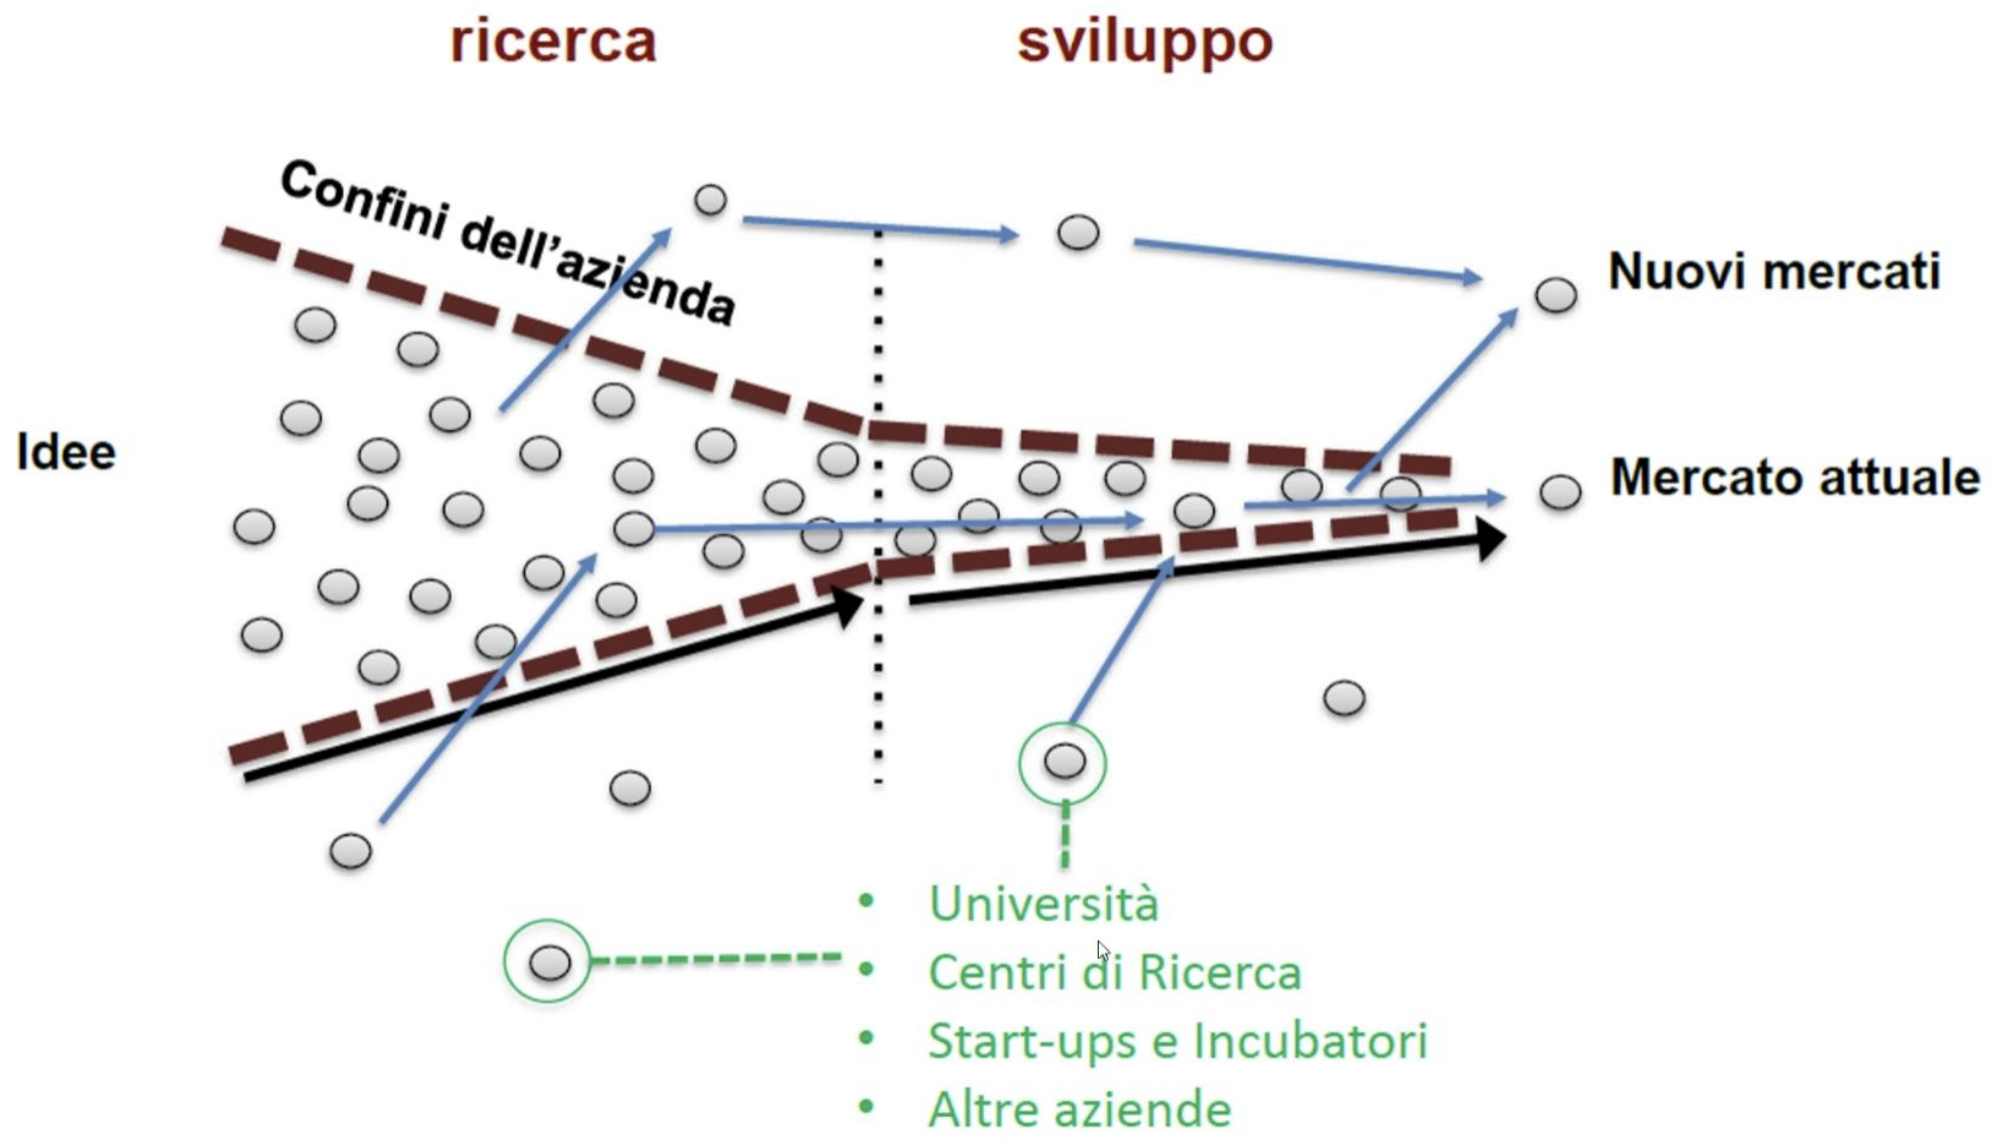 ricerca
sviluppo
Confini dell’azienda
Nuovi mercati
Idee
Mercato attuale
• Università
• Centri di Ricerca
• Start-ups e Incubatori
• Altre aziende